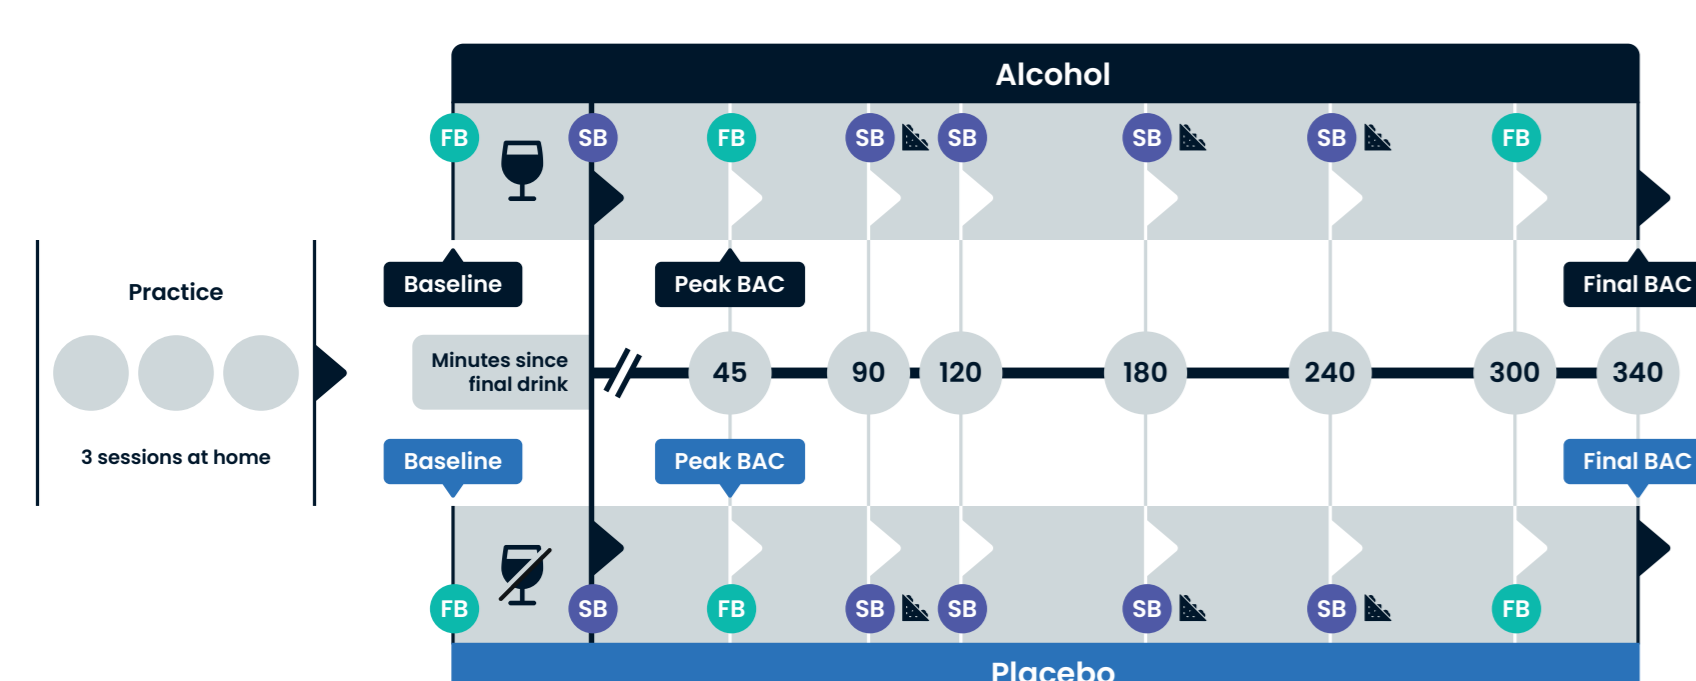 Alcohol
FB SB FB SB SB SB SB FB
Baseline Peak BAC Final BAC
Practice
Minutes since
final drink
45 90 120 180 240 300 340
3 sessions at home
Baseline Peak BAC Final BAC
FB SB FB SB SB SB SB FB
Placebo